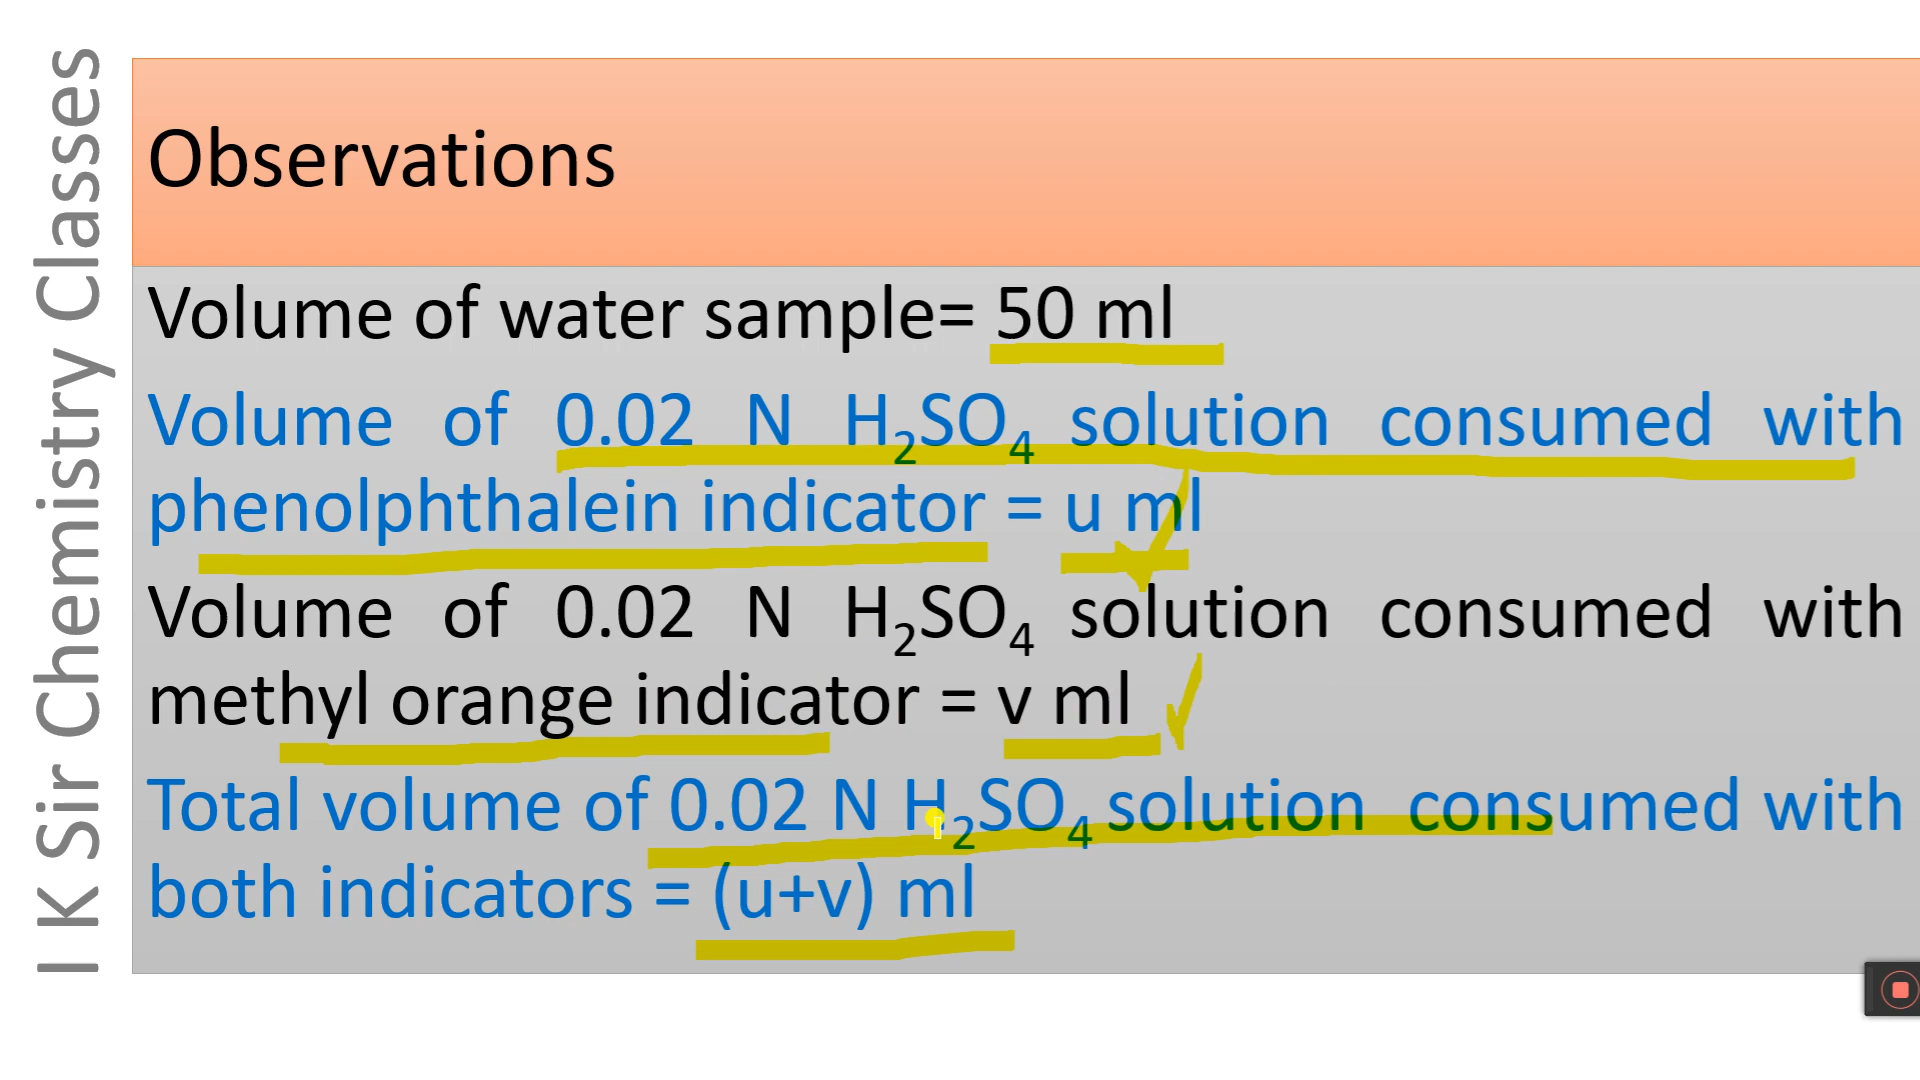 I K Sir Chemistry Classes
Observations
Volume of water sample= 50 ml
Volume of 0.02 N H₂SO₄ solution consumed with
phenolphthalein indicator = u ml
Volume of 0.02 N H₂SO₄ solution consumed with
methyl orange indicator = v ml
Total volume of 0.02 N H₂SO₄ solution consumed with
both indicators = (u+v) ml